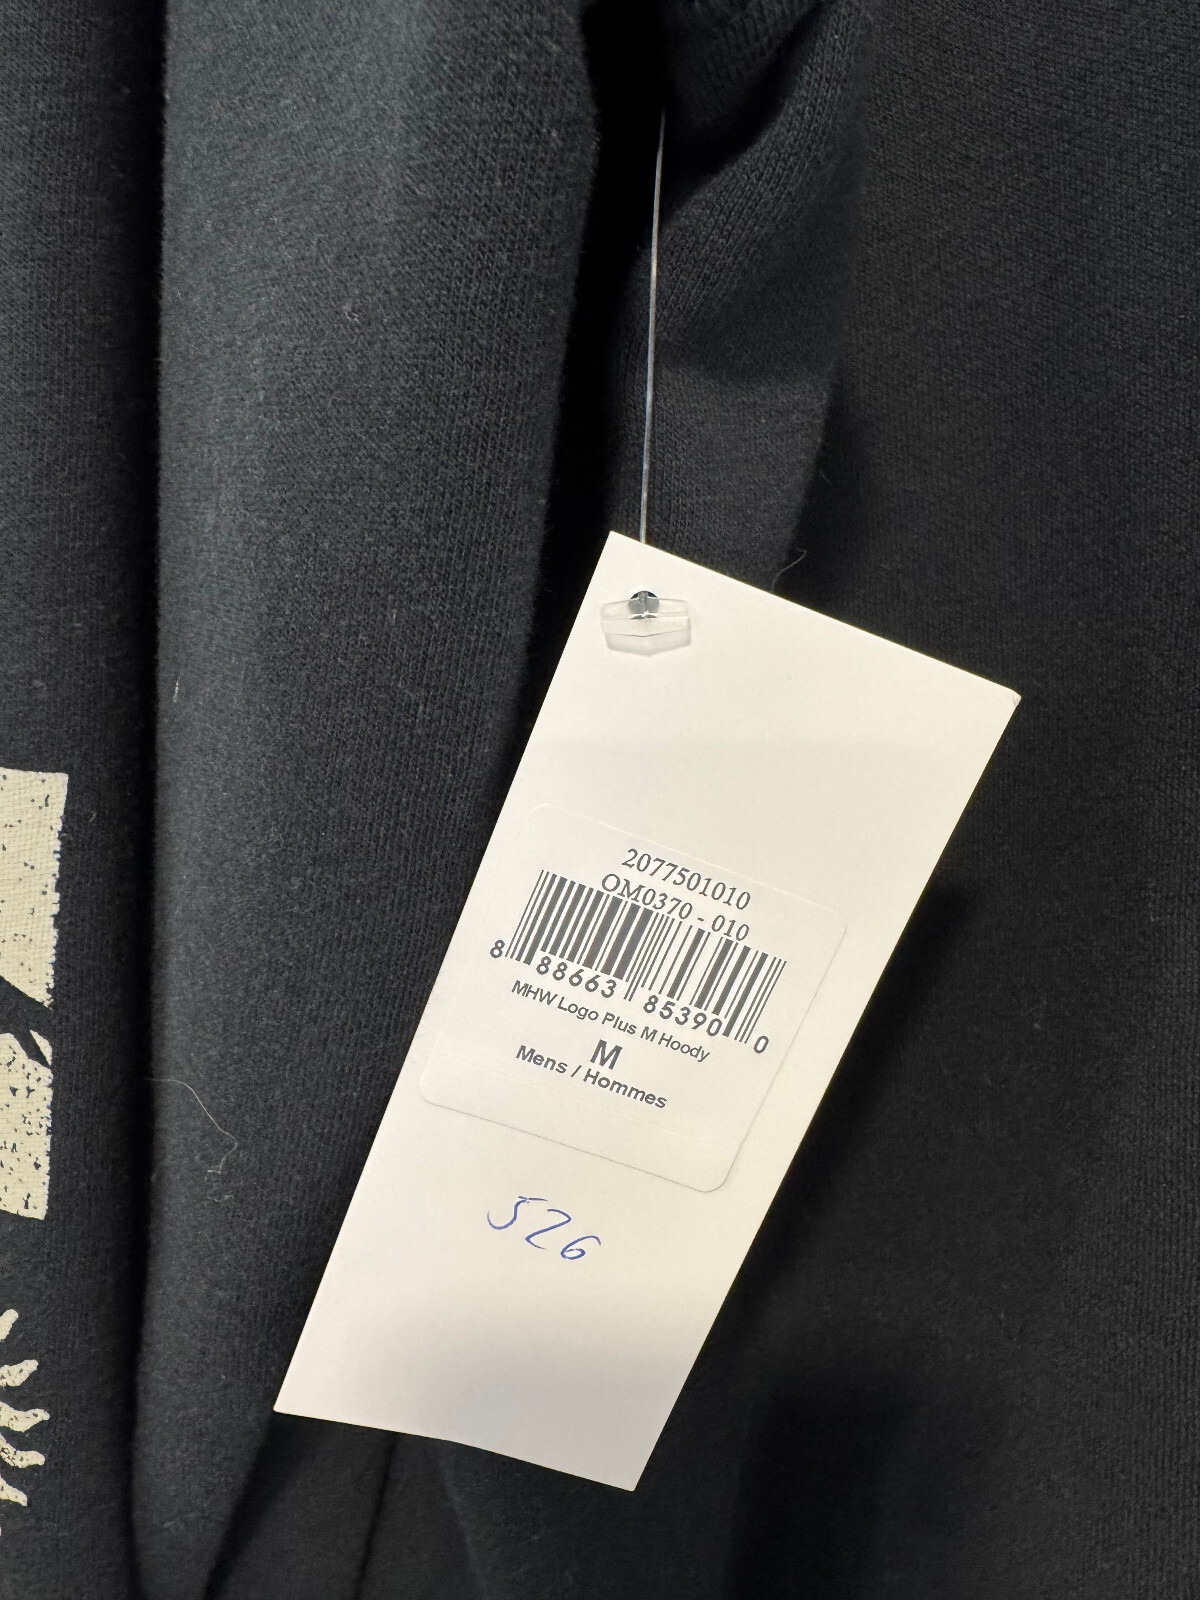 2077501010
OM0370 - 010
8 88663 85390 0
MHW Logo Plus M Hoody
M
Mens / Hommes
526